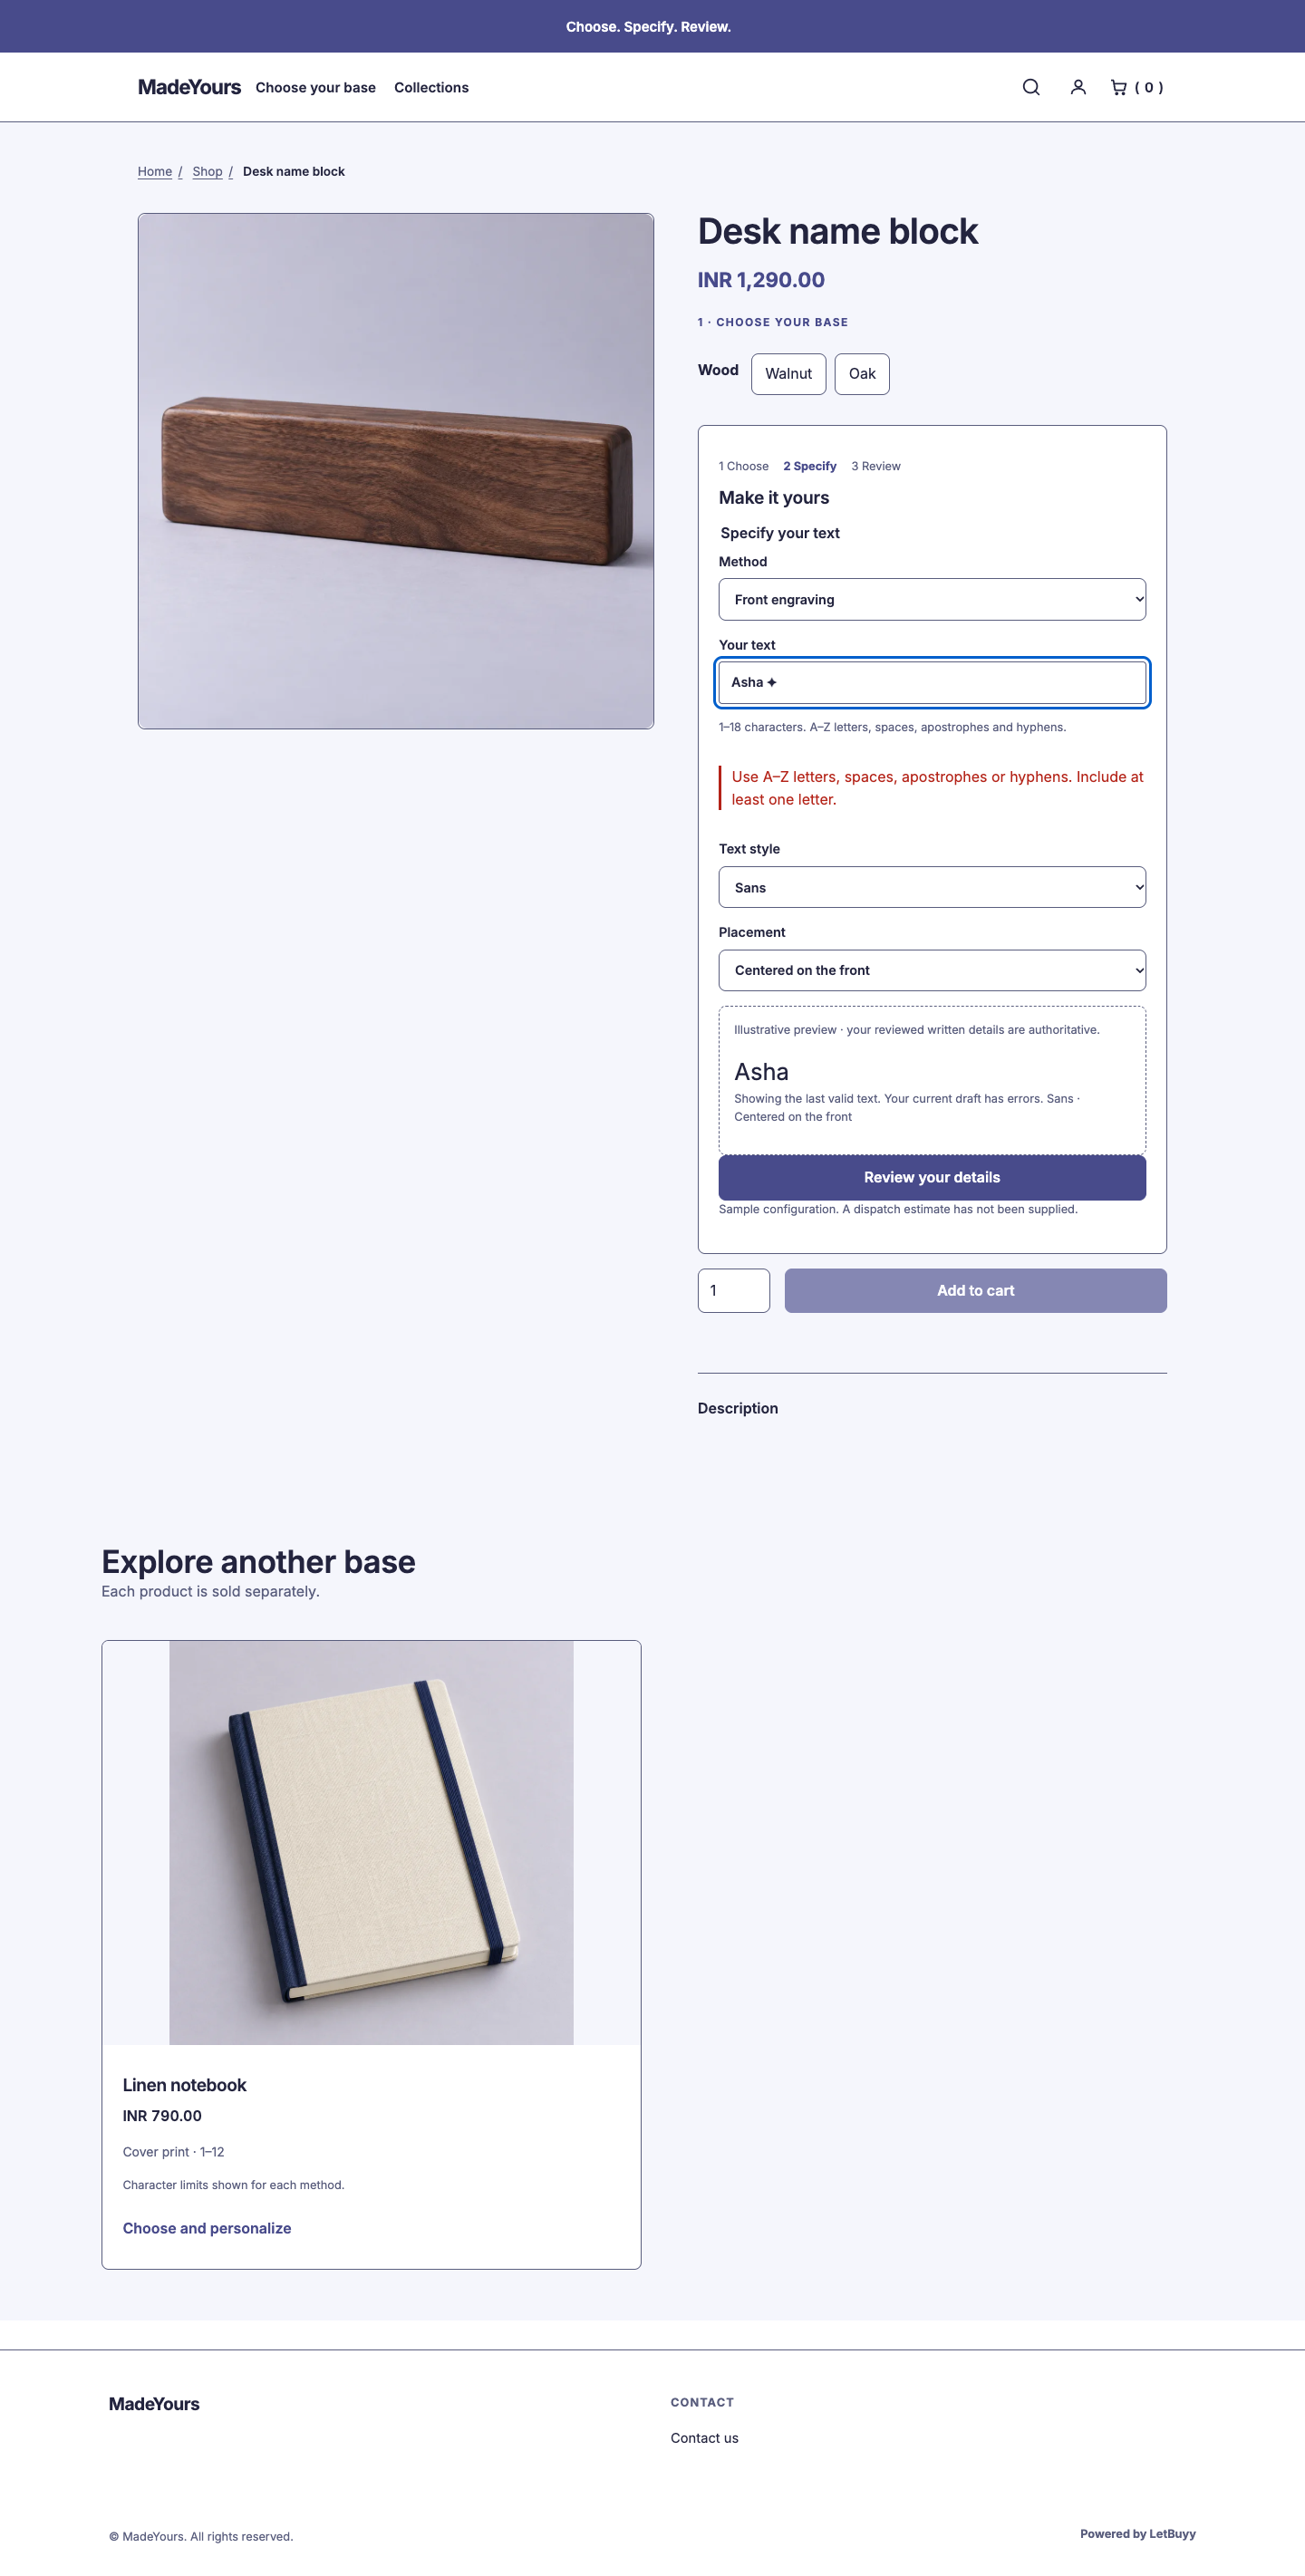 Choose. Specify. Review.
MadeYours Choose your base Collections ( 0 )
Home / Shop / Desk name block
Desk name block
INR 1,290.00
1 · CHOOSE YOUR BASE
Wood Walnut Oak
1 Choose 2 Specify 3 Review
Make it yours
Specify your text
Method
Front engraving
Your text
Asha ✦
1–18 characters. A–Z letters, spaces, apostrophes and hyphens.
Use A–Z letters, spaces, apostrophes or hyphens. Include at
least one letter.
Text style
Sans
Placement
Centered on the front
Illustrative preview · your reviewed written details are authoritative.
Asha
Showing the last valid text. Your current draft has errors. Sans ·
Centered on the front
Review your details
Sample configuration. A dispatch estimate has not been supplied.
1 Add to cart
Description
Explore another base
Each product is sold separately.
Linen notebook
INR 790.00
Cover print · 1–12
Character limits shown for each method.
Choose and personalize
MadeYours
CONTACT
Contact us
© MadeYours. All rights reserved.
Powered by LetBuyy